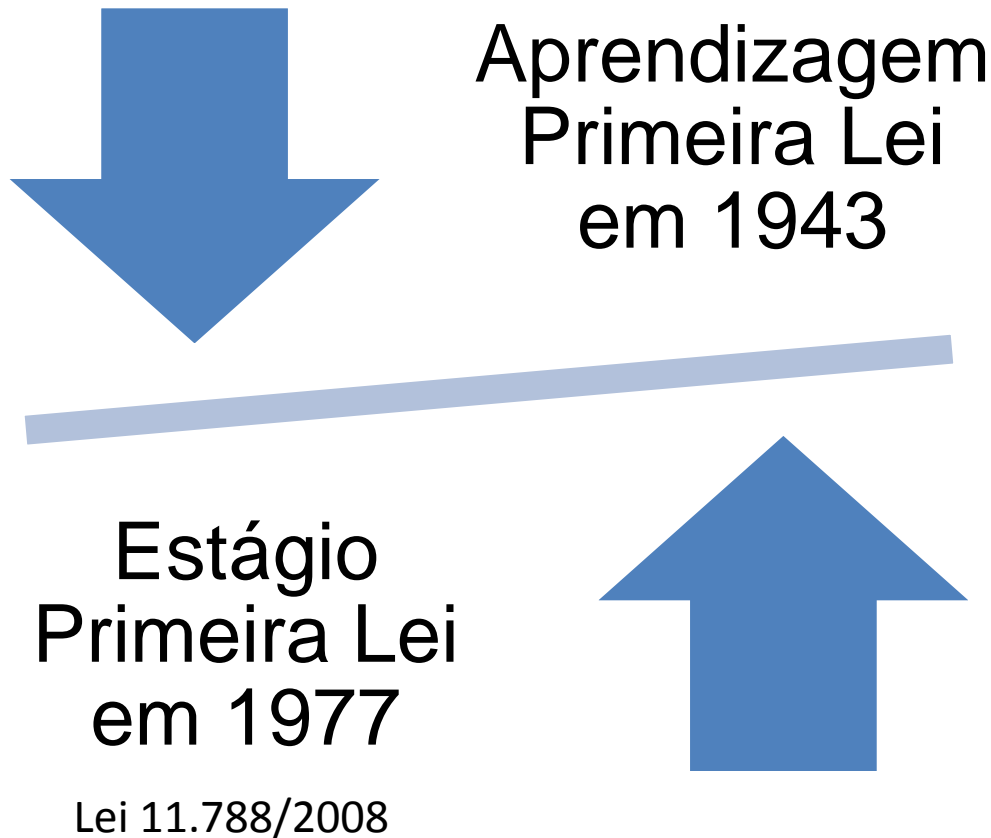 Aprendizagem
Primeira Lei
em 1943
Estágio
Primeira Lei
em 1977
Lei 11.788/2008